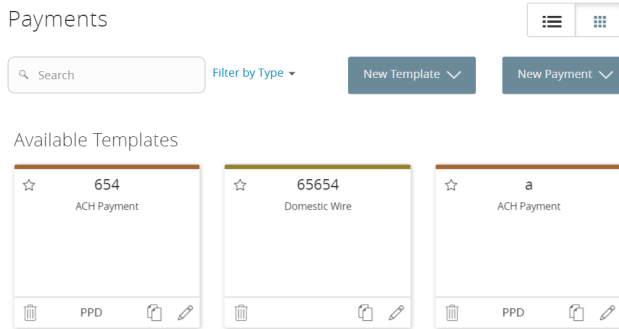 Payments
Search
Filter by Type
New Template
New Payment
Available Templates
654
ACH Payment
PPD
65654
Domestic Wire
a
ACH Payment
PPD